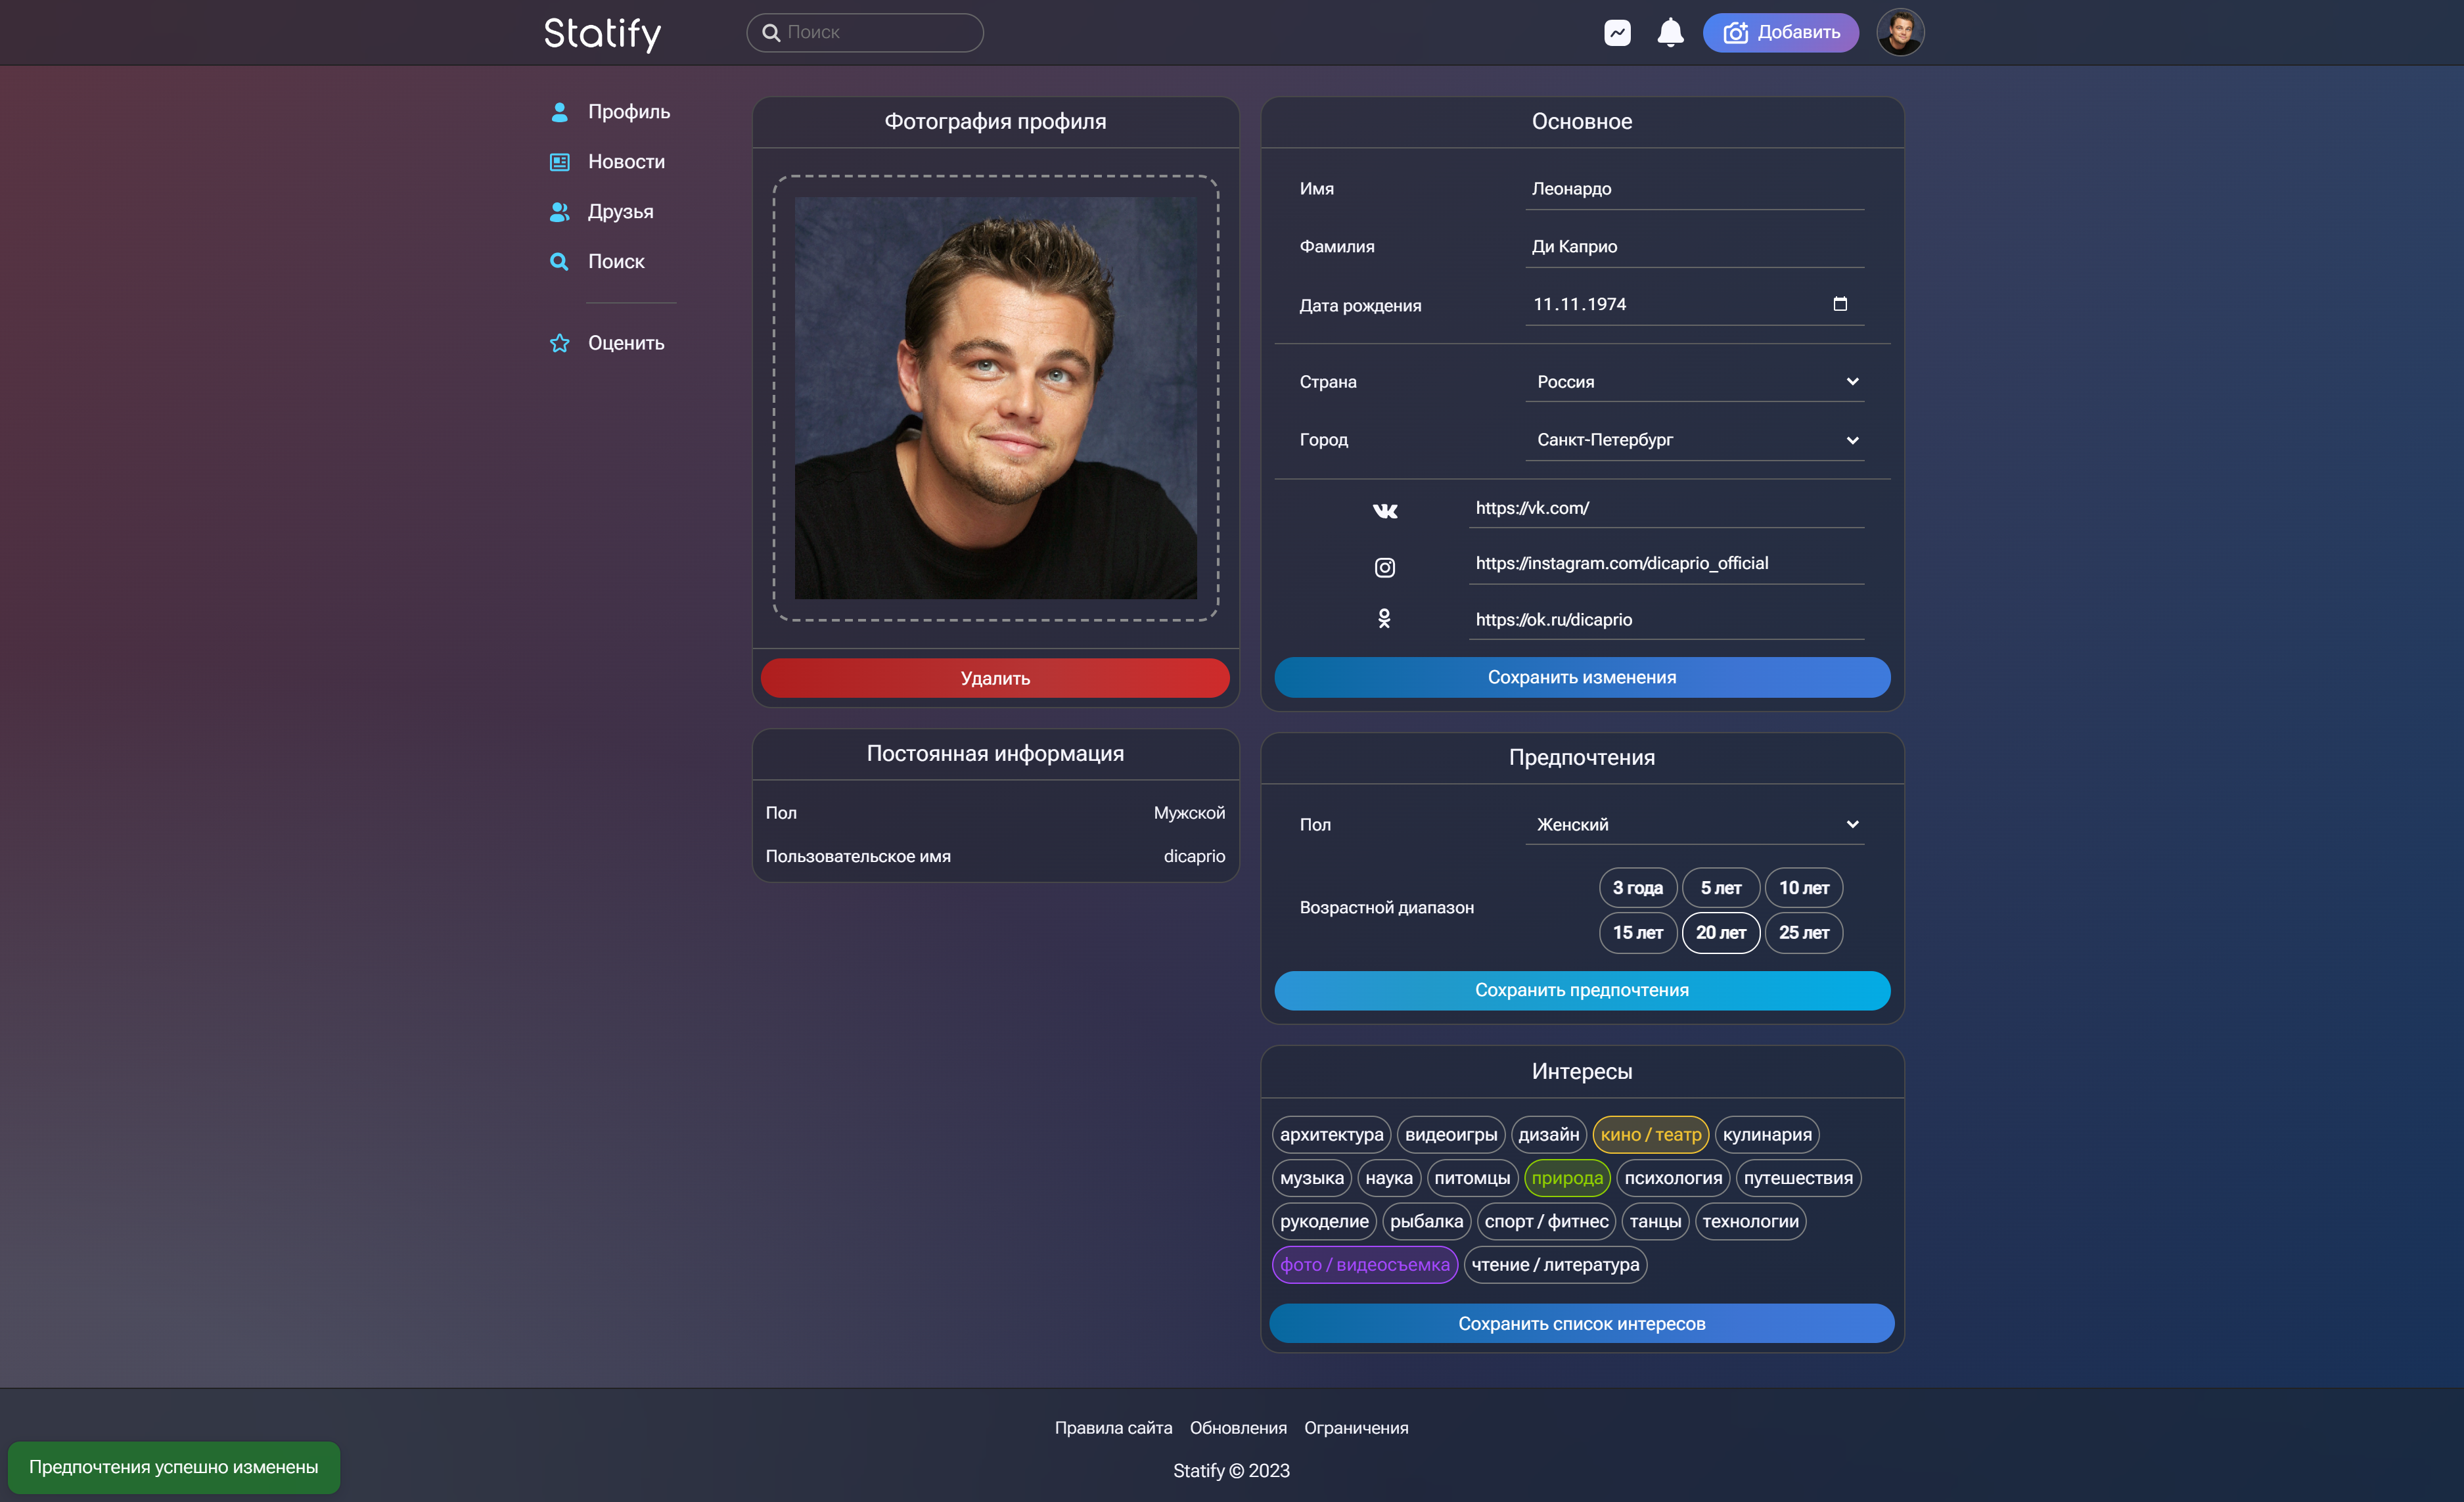 Statify
Поиск
Добавить
Профиль
Новости
Друзья
Поиск
Оценить
Фотография профиля
Удалить
Постоянная информация
Пол Мужской
Пользовательское имя dicaprio
Основное
Имя Леонардо
Фамилия Ди Каприо
Дата рождения 11.11.1974
Страна Россия
Город Санкт-Петербург
https://vk.com/
https://instagram.com/dicaprio_official
https://ok.ru/dicaprio
Сохранить изменения
Предпочтения
Пол Женский
Возрастной диапазон
3 года 5 лет 10 лет
15 лет 20 лет 25 лет
Сохранить предпочтения
Интересы
архитектура видеоигры дизайн кино / театр кулинария
музыка наука питомцы природа психология путешествия
рукоделие рыбалка спорт / фитнес танцы технологии
фото / видеосъемка чтение / литература
Сохранить список интересов
Правила сайта Обновления Ограничения
Statify © 2023
Предпочтения успешно изменены